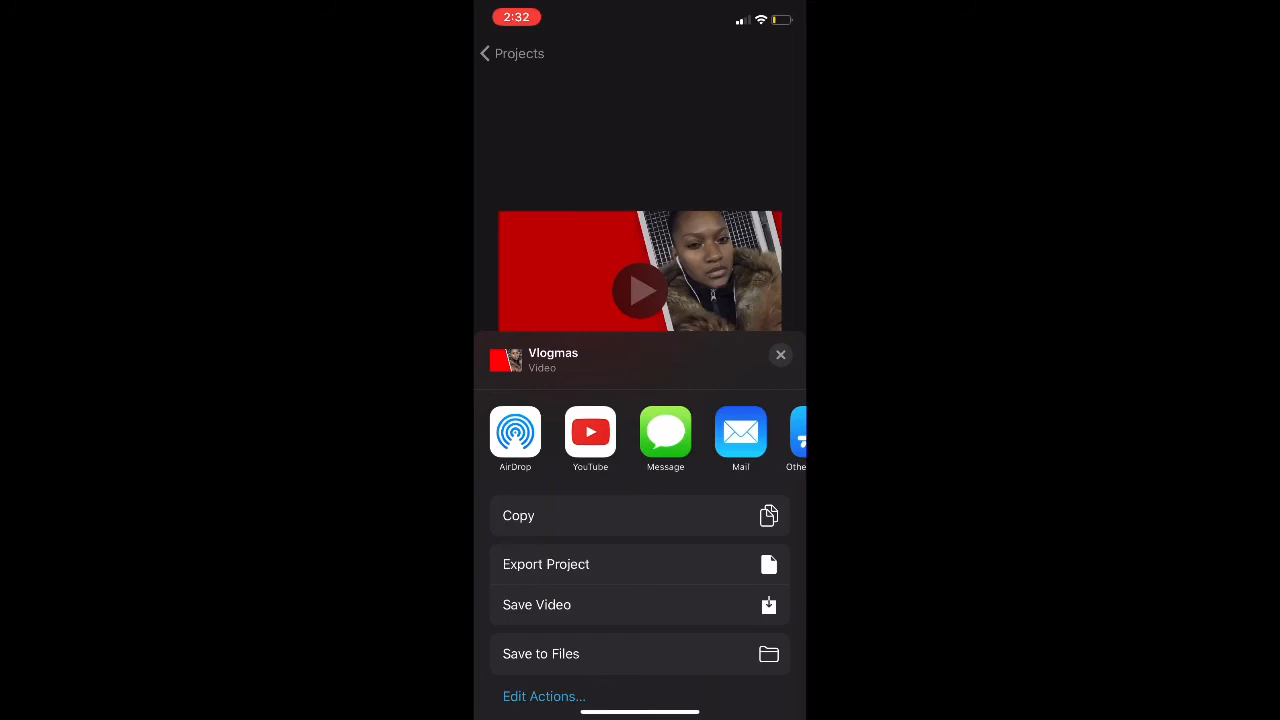 2:32
Projects
Vlogmas
Video
AirDrop
YouTube
Message
Mail
Othe
Copy
Export Project
Save Video
Save to Files
Edit Actions...